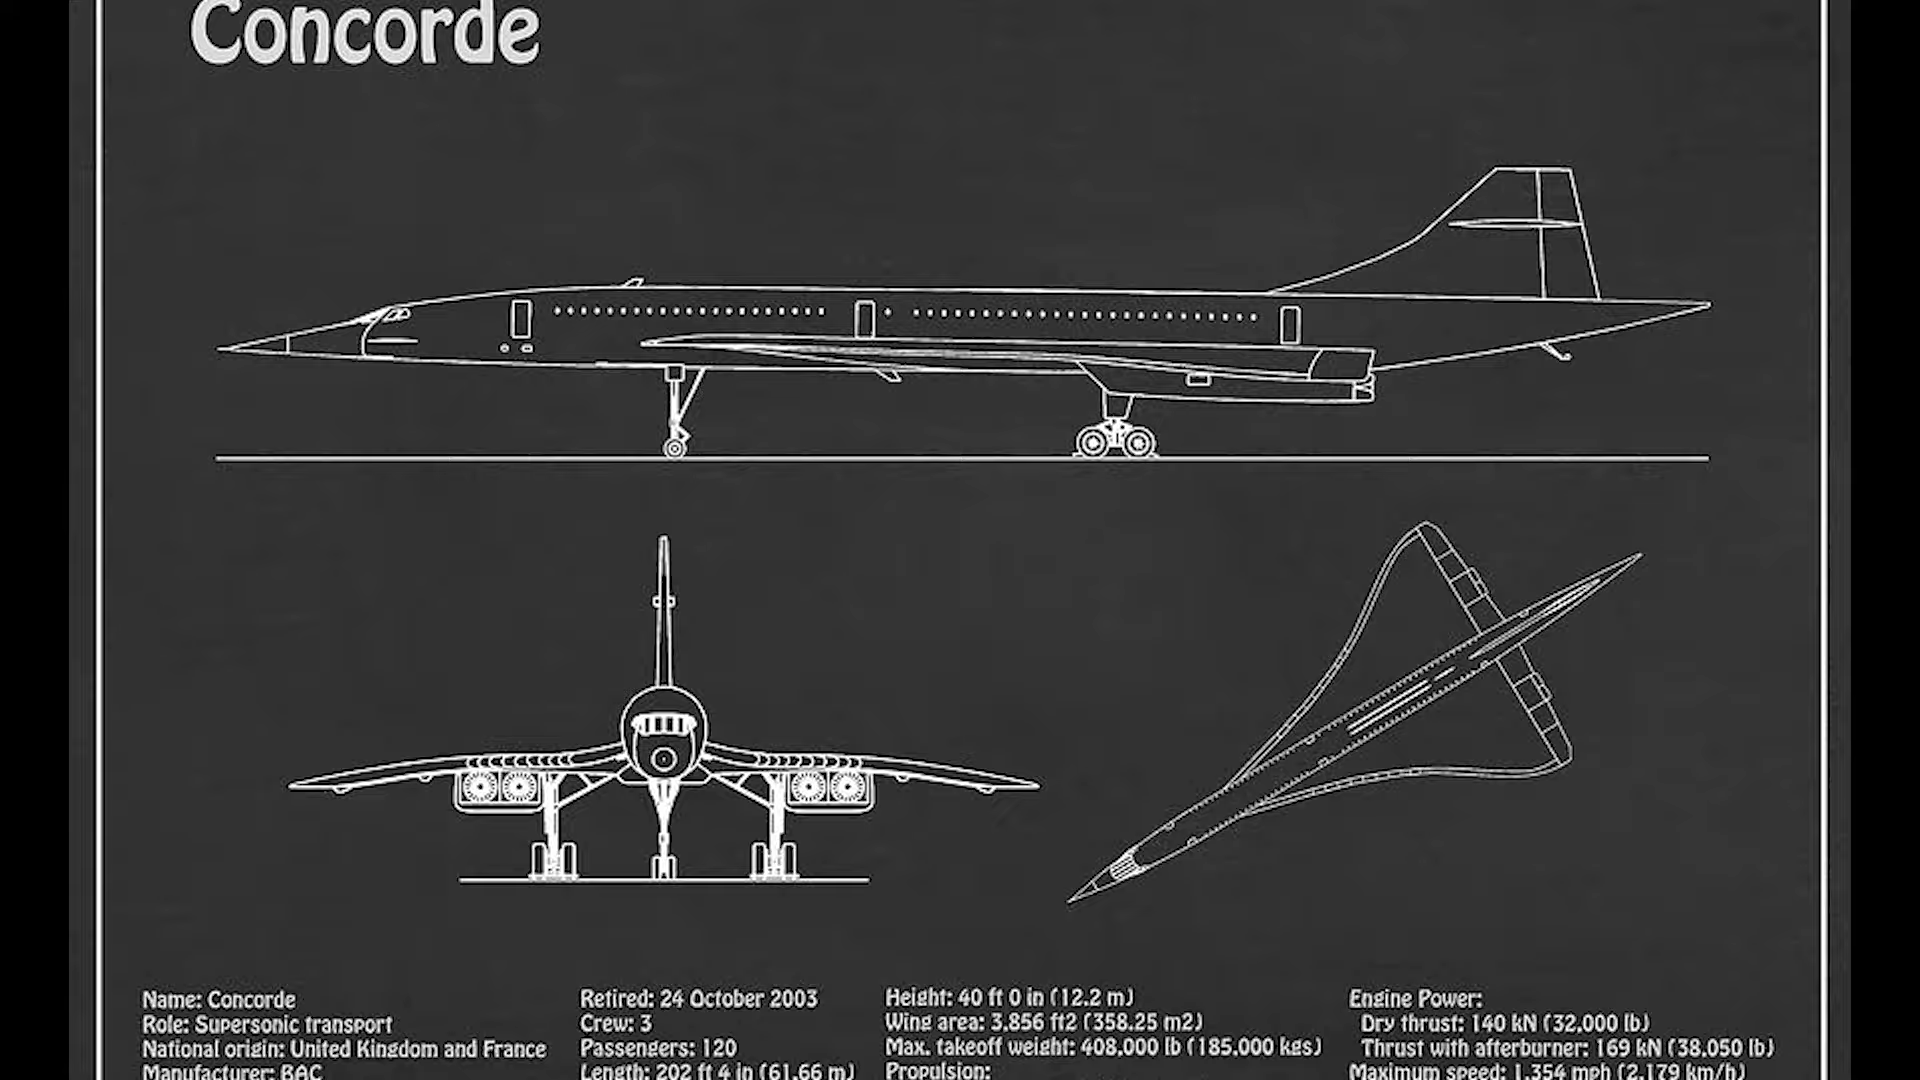 Concorde
Name: Concorde
Role: Supersonic transport
National origin: United Kingdom and France
Manufacturer: BAC
Retired: 24 October 2003
Crew: 3
Passengers: 120
Length: 202 ft 4 in (61,66 m)
Height: 40 ft 0 in (12.2 m)
Wing area: 3,856 ft2 (358.25 m2)
Max. takeoff weight: 408,000 lb (185,000 kgs)
Propulsion:
Engine Power:
Dry thrust: 140 kN (32,000 lb)
Thrust with afterburner: 169 kN (38,050 lb)
Maximum speed: 1,354 mph (2,179 km/h)